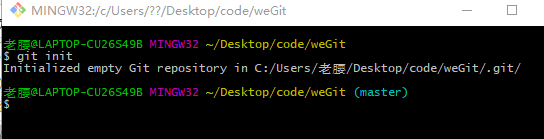 MINGW32:/c/Users/??/Desktop/code/weGit
老腰@LAPTOP-CU26S49B MINGW32 ~/Desktop/code/weGit
$ git init
Initialized empty Git repository in C:/Users/老腰/Desktop/code/weGit/.git/
老腰@LAPTOP-CU26S49B MINGW32 ~/Desktop/code/weGit (master)
$